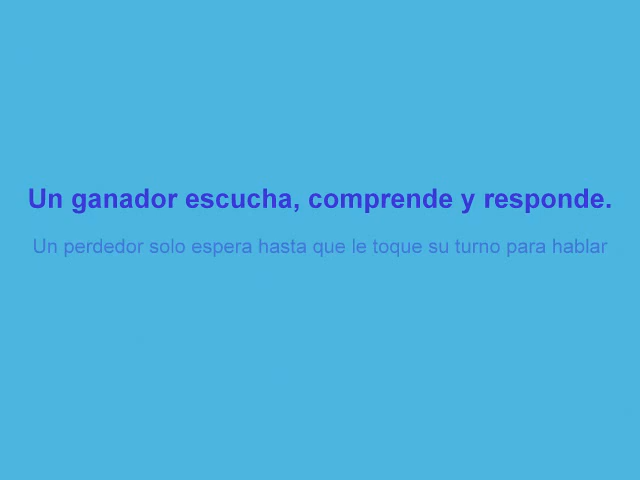 Un ganador escucha, comprende y responde.
Un perdedor solo espera hasta que le toque su turno para hablar